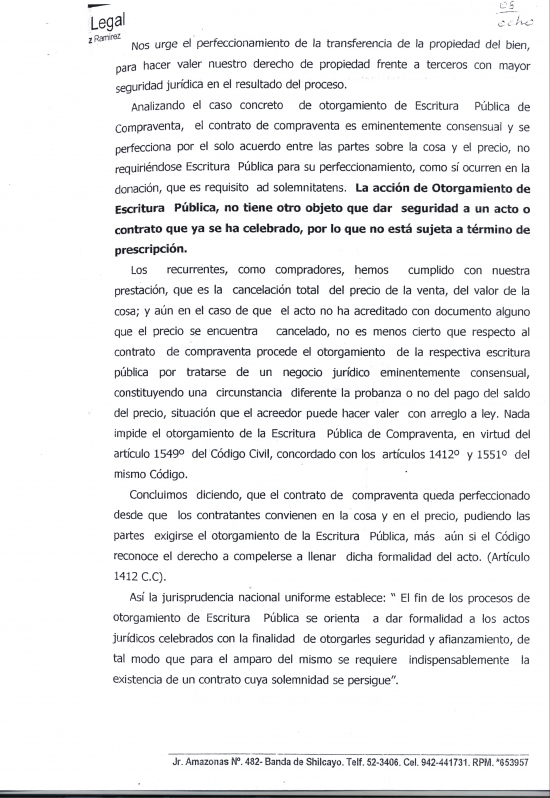 08
ocho
Legal
z Ramirez
Nos urge el perfeccionamiento de la transferencia de la propiedad del bien,
para hacer valer nuestro derecho de propiedad frente a terceros con mayor
seguridad jurídica en el resultado del proceso.
Analizando el caso concreto de otorgamiento de Escritura Pública de
Compraventa, el contrato de compraventa es eminentemente consensual y se
perfecciona por el solo acuerdo entre las partes sobre la cosa y el precio, no
requiriéndose Escritura Pública para su perfeccionamiento, como sí ocurren en la
donación, que es requisito ad solemnitatens. La acción de Otorgamiento de
Escritura Pública, no tiene otro objeto que dar seguridad a un acto o
contrato que ya se ha celebrado, por lo que no está sujeta a término de
prescripción.
Los recurrentes, como compradores, hemos cumplido con nuestra
prestación, que es la cancelación total del precio de la venta, del valor de la
cosa; y aún en el caso de que el acto no ha acreditado con documento alguno
que el precio se encuentra cancelado, no es menos cierto que respecto al
contrato de compraventa procede el otorgamiento de la respectiva escritura
pública por tratarse de un negocio jurídico eminentemente consensual,
constituyendo una circunstancia diferente la probanza o no del pago del saldo
del precio, situación que el acreedor puede hacer valer con arreglo a ley. Nada
impide el otorgamiento de la Escritura Pública de Compraventa, en virtud del
artículo 1549º del Código Civil, concordado con los artículos 1412º y 1551º del
mismo Código.
Concluimos diciendo, que el contrato de compraventa queda perfeccionado
desde que los contratantes convienen en la cosa y en el precio, pudiendo las
partes exigirse el otorgamiento de la Escritura Pública, más aún si el Código
reconoce el derecho a compelerse a llenar dicha formalidad del acto. (Artículo
1412 C.C).
Así la jurisprudencia nacional uniforme establece: " El fin de los procesos de
otorgamiento de Escritura Pública se orienta a dar formalidad a los actos
jurídicos celebrados con la finalidad de otorgarles seguridad y afianzamiento, de
tal modo que para el amparo del mismo se requiere indispensablemente la
existencia de un contrato cuya solemnidad se persigue".
Jr. Amazonas Nº. 482- Banda de Shilcayo. Telf. 52-3406. Cel. 942-441731. RPM. *653957